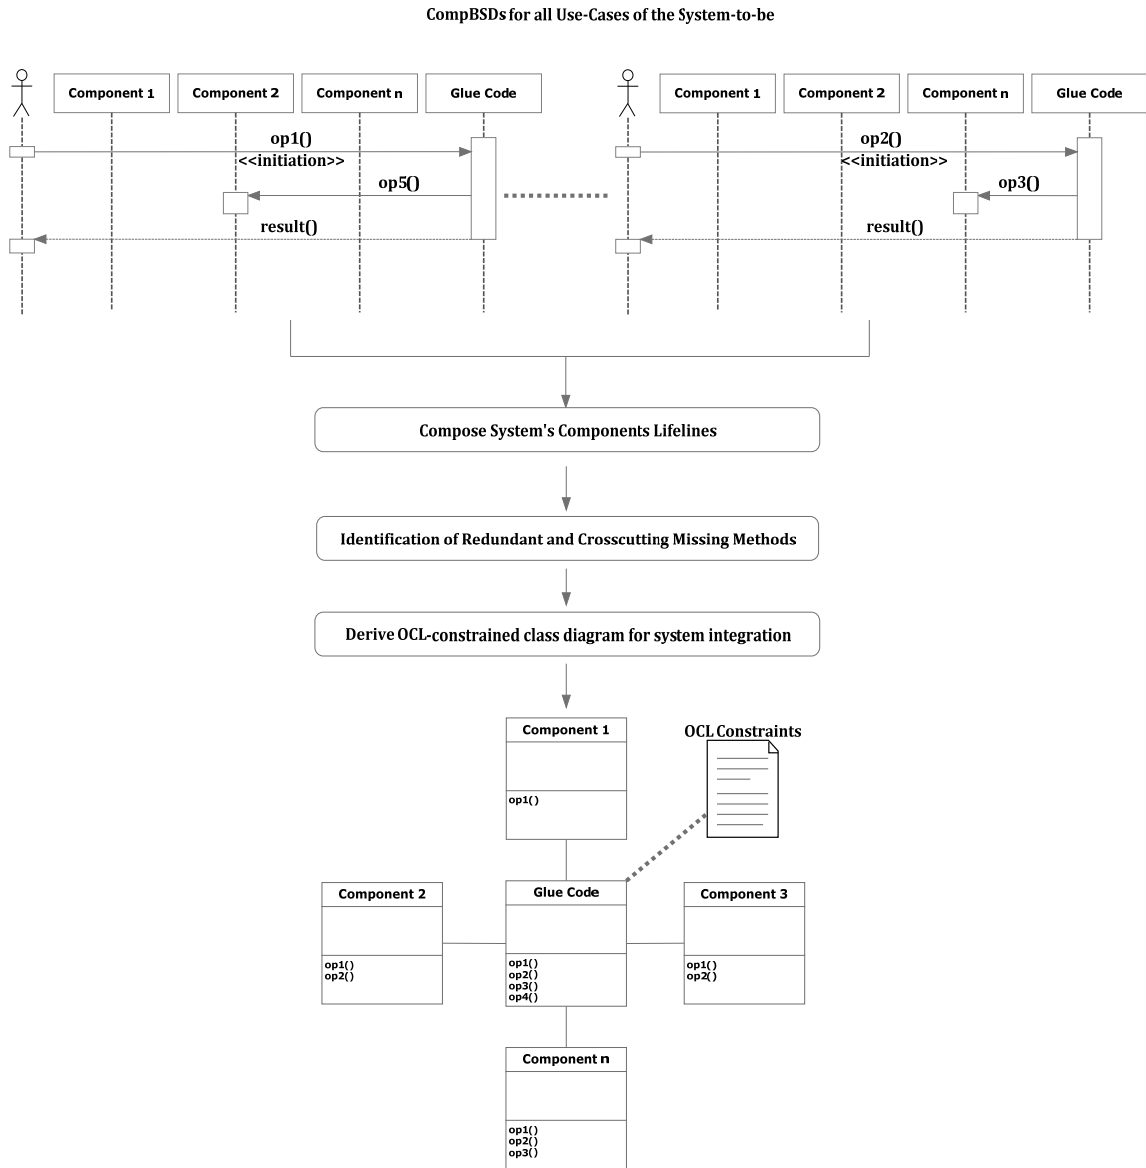 CompBSDs for all Use-Cases of the System-to-be
Component 1
Component 2
Component n
Glue Code
op1()
<<initiation>>
op5()
result()
Component 1
Component 2
Component n
Glue Code
op2()
<<initiation>>
op3()
result()
Compose System's Components Lifelines
Identification of Redundant and Crosscutting Missing Methods
Derive OCL-constrained class diagram for system integration
Component 1
op1()
OCL Constraints
Component 2
op1()
op2()
Glue Code
op1()
op2()
op3()
op4()
Component 3
op1()
op2()
Component n
op1()
op2()
op3()